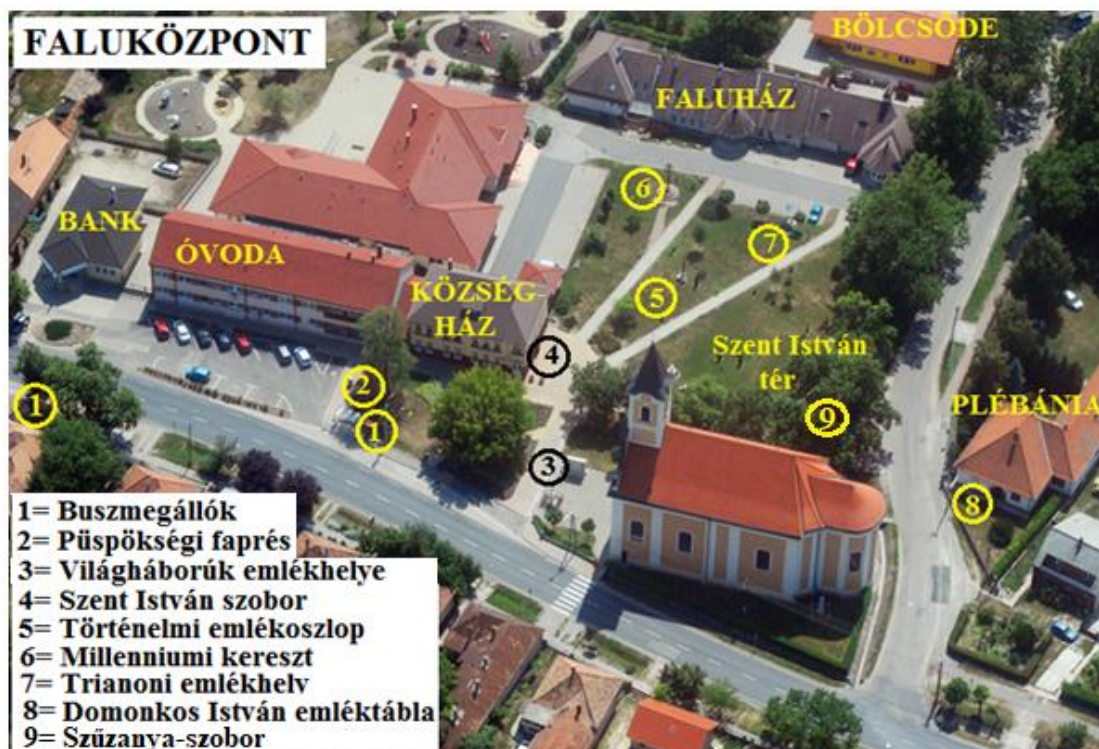 FALUKÖZPONT
BÖLCSŐDE
FALUHÁZ
6
BANK
ÓVODA
7
KÖZSÉG-
HÁZ
5
4
Szent István
tér
1
2
1
9
PLÉBÁNIA
3
8
1= Buszmegállók
2= Püspökségi faprés
3= Világháborúk emlékhelye
4= Szent István szobor
5= Történelmi emlékoszlop
6= Millenniumi kereszt
7= Trianoni emlékhely
8= Domonkos István emléktábla
9= Szűzanya-szobor